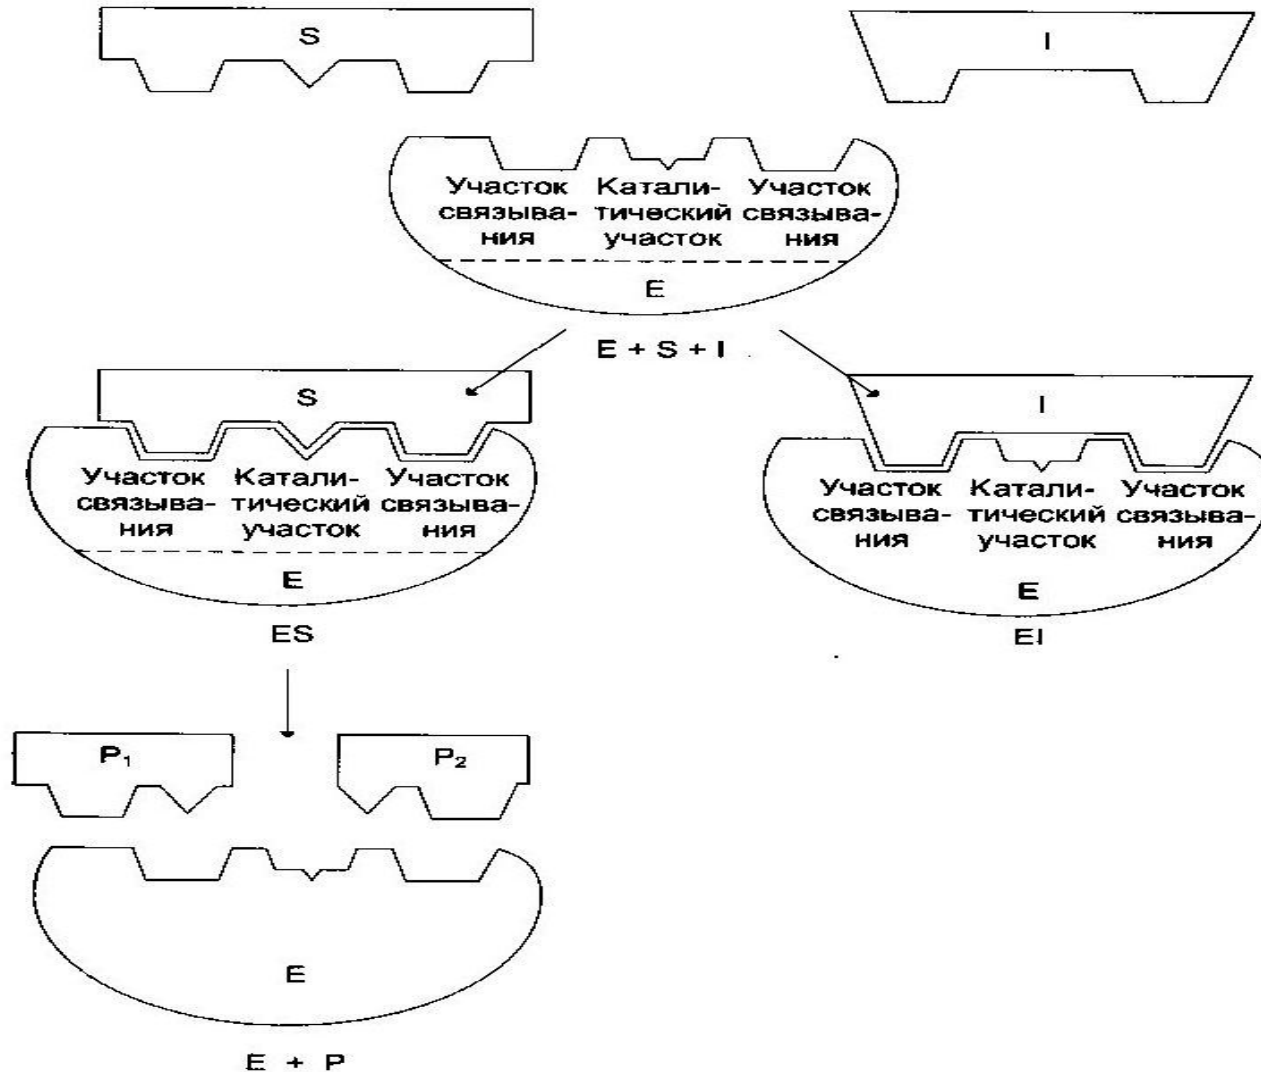 S
I
Участок Катали- Участок
связыва- тический связыва-
ния участок ния
E
E + S + I
S
Участок Катали- Участок
связыва- тический связыва-
ния участок ния
E
ES
I
Участок Катали- Участок
связыва- тический связыва-
ния участок ния
E
EI
P₁
P₂
E
E + P